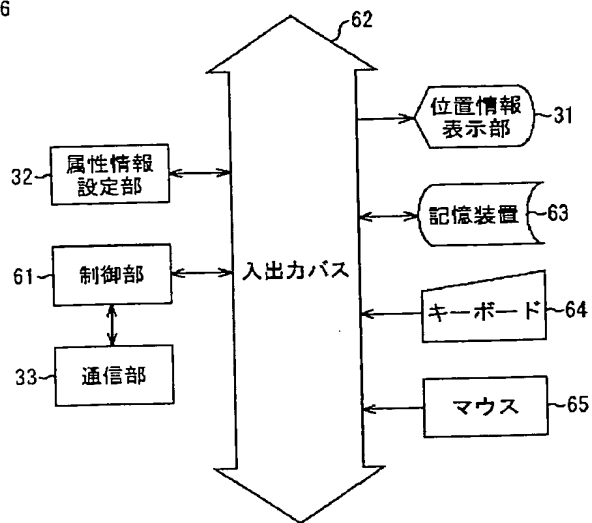 6
62
位置情報
表示部
31
32
属性情報
設定部
記憶装置
63
61
制御部
入出力バス
キーボード
64
33
通信部
マウス
65